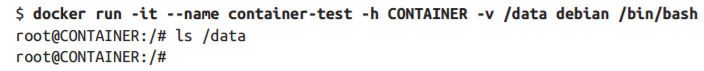 $ docker run -it --name container-test -h CONTAINER -v /data debian /bin/bash
root@CONTAINER:/# ls /data
root@CONTAINER:/#